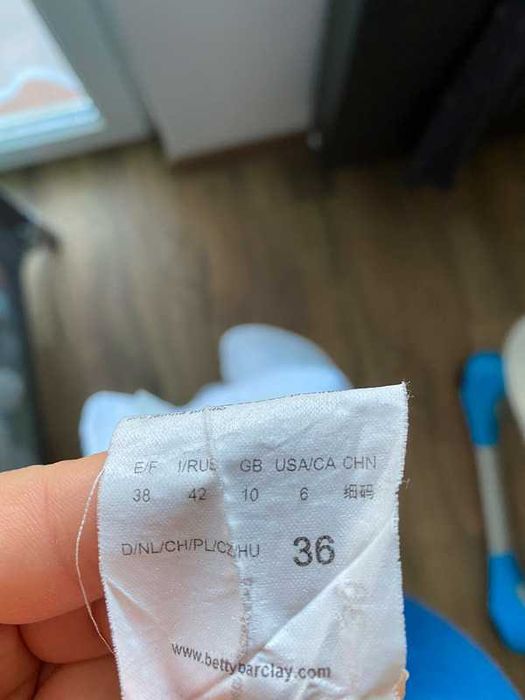 E/F I/RUS GB USA/CA CHN
38 42 10 6 细码
D/NL/CH/PL/CZ/HU 36
www.bettybarclay.com